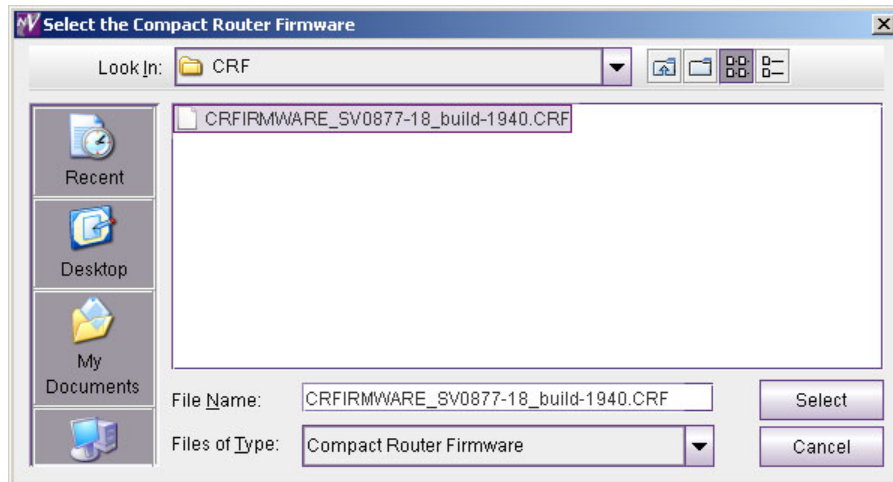 Select the Compact Router Firmware
Look In:
CRF
CRFIRMWARE_SV0877-18_build-1940.CRF
Recent
Desktop
My
Documents
File Name:
CRFIRMWARE_SV0877-18_build-1940.CRF
Select
Files of Type:
Compact Router Firmware
Cancel